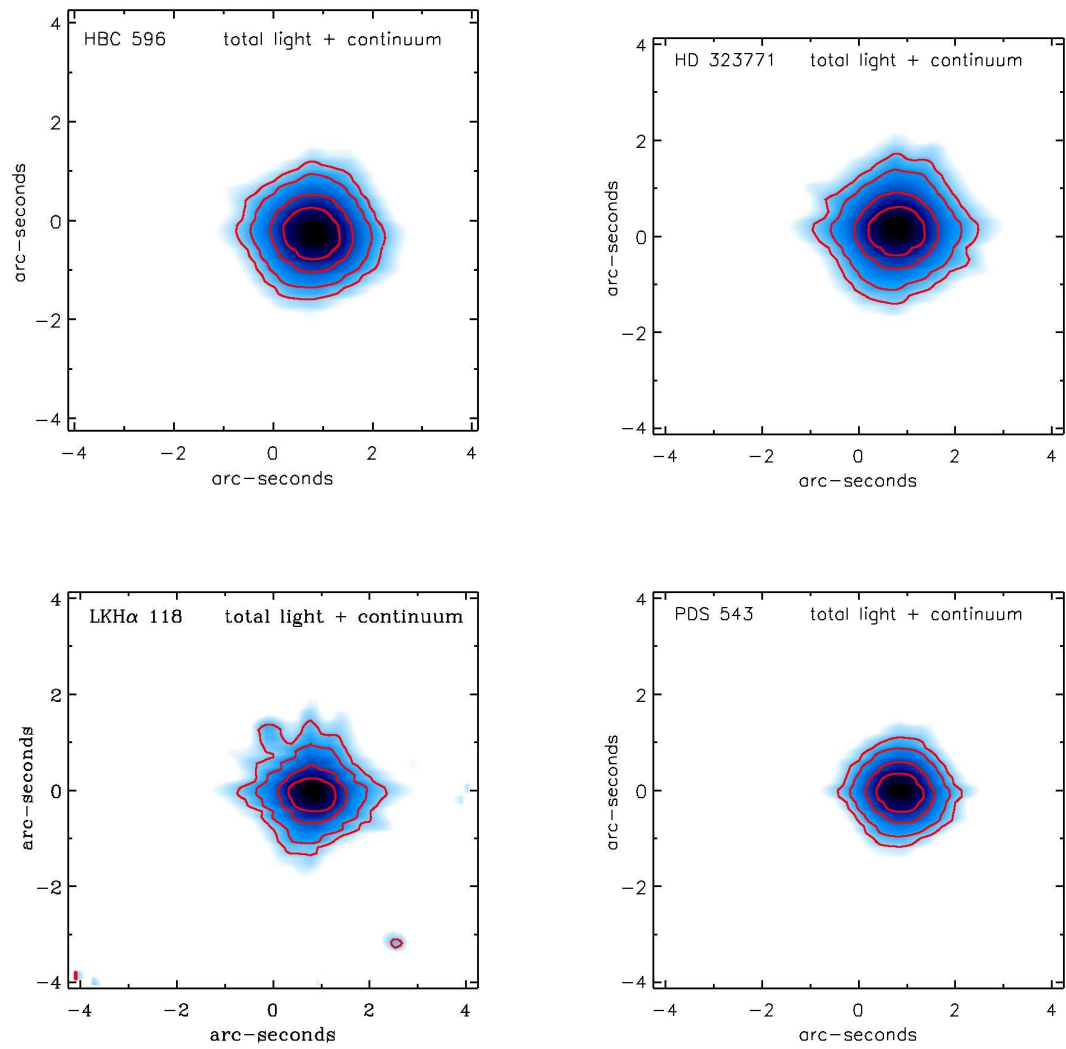 HBC 596 total light + continuum
4
2
0
−2
−4
arc−seconds
−4 −2 0 2 4
arc−seconds
HD 323771 total light + continuum
4
2
0
−2
−4
arc−seconds
−4 −2 0 2 4
arc−seconds
LKHα 118 total light + continuum
4
2
0
−2
−4
arc−seconds
−4 −2 0 2 4
arc−seconds
PDS 543 total light + continuum
4
2
0
−2
−4
arc−seconds
−4 −2 0 2 4
arc−seconds